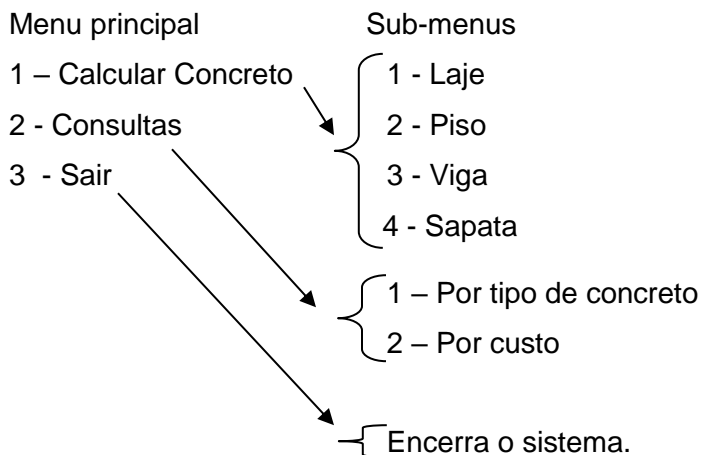 Menu principal
1 – Calcular Concreto
2 - Consultas
3 - Sair
Sub-menus
1 - Laje
2 - Piso
3 - Viga
4 - Sapata
1 – Por tipo de concreto
2 – Por custo
Encerra o sistema.